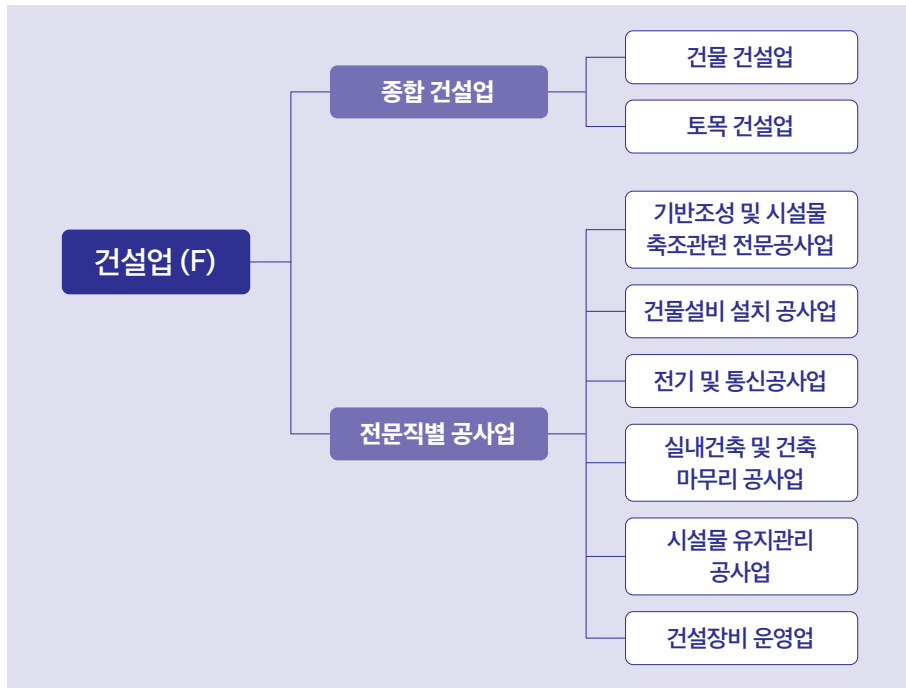 건설업 (F)
종합 건설업
건물 건설업
토목 건설업
전문직별 공사업
기반조성 및 시설물
축조관련 전문공사업
건물설비 설치 공사업
전기 및 통신공사업
실내건축 및 건축
마무리 공사업
시설물 유지관리
공사업
건설장비 운영업